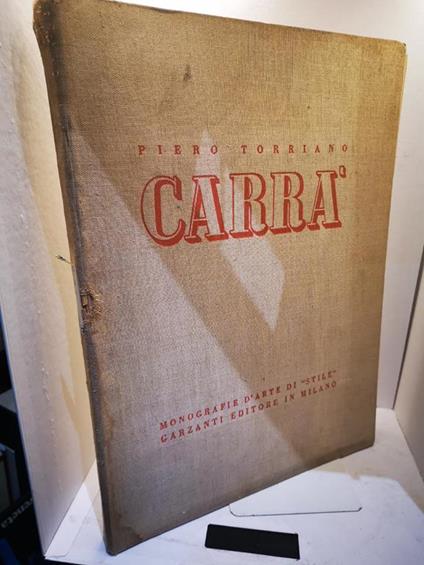 PIERO TORRIANO
CARRA'
MONOGRAFIE D'ARTE DI "STILE"
GARZANTI EDITORE IN MILANO